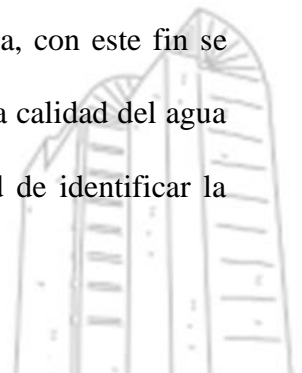 a, con este fin se
a calidad del agua
d de identificar la